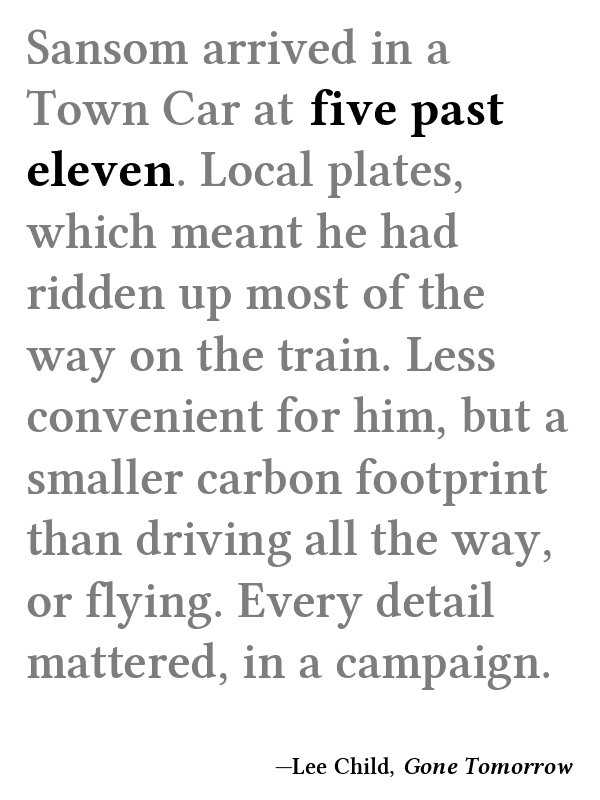 Sansom arrived in a
Town Car at five past
eleven. Local plates,
which meant he had
ridden up most of the
way on the train. Less
convenient for him, but a
smaller carbon footprint
than driving all the way,
or flying. Every detail
mattered, in a campaign.
—Lee Child, Gone Tomorrow